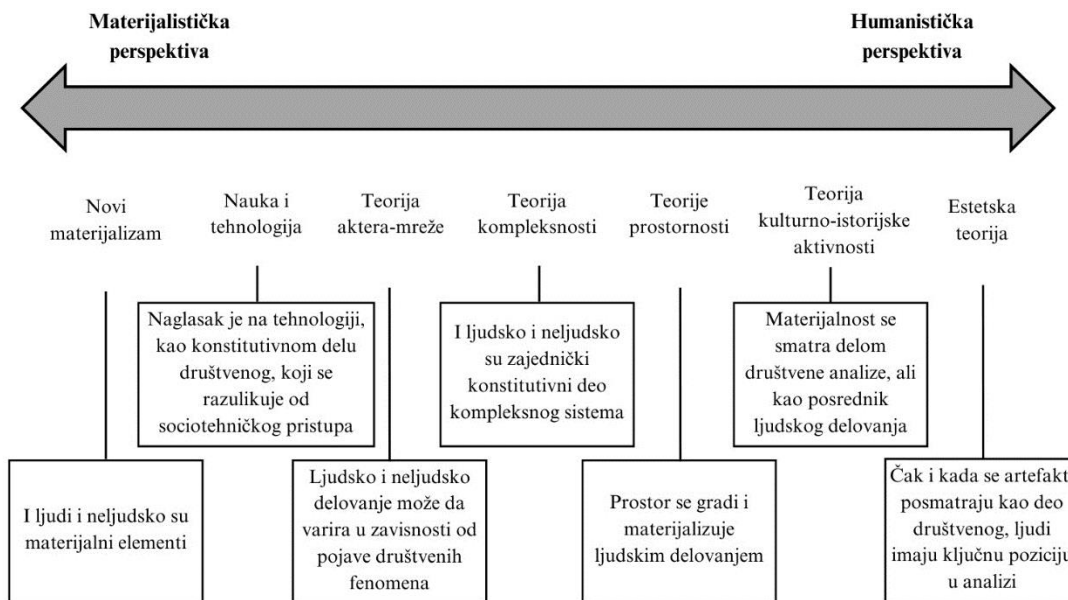 Materijalistička
perspektiva
Humanistička
perspektiva
Novi
materijalizam
Nauka i
tehnologija
Teorija
aktera-mreže
Teorija
kompleksnosti
Teorije
prostornosti
Teorija
kulturno-istorijske
aktivnosti
Estetska
teorija
Naglasak je na tehnologiji,
kao konstitutivnom delu
društvenog, koji se
razulikuje od
sociotehničkog pristupa
I ljudsko i neljudsko
su zajednički
konstitutivni deo
kompleksnog sistema
Materijalnost se
smatra delom
društvene analize, ali
kao posrednik
ljudskog delovanja
I ljudi i neljudsko su
materijalni elementi
Ljudsko i neljudsko
delovanje može da
varira u zavisnosti od
pojave društvenih
fenomena
Prostor se gradi i
materijalizuje
ljudskim delovanjem
Čak i kada se artefakti
posmatraju kao deo
društvenog, ljudi
imaju ključnu poziciju
u analizi